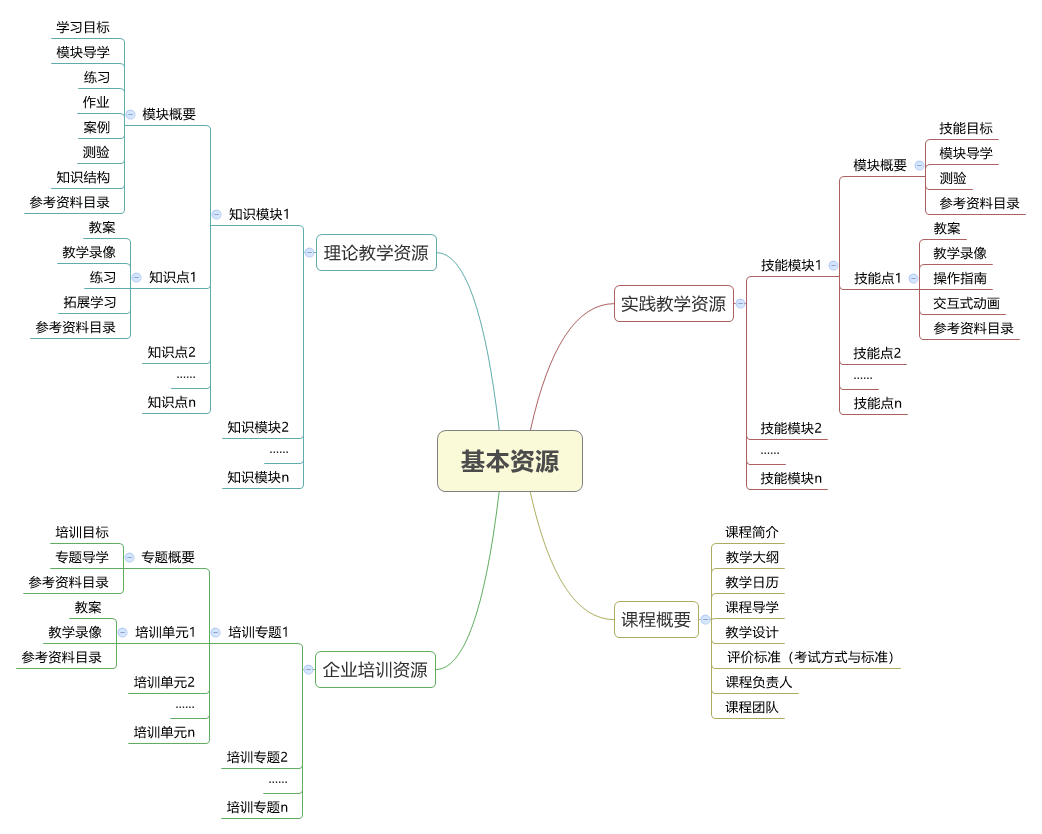 基本资源
理论教学资源
知识模块1
模块概要
学习目标
模块导学
练习
作业
案例
测验
知识结构
参考资料目录
知识点1
教案
教学录像
练习
拓展学习
参考资料目录
知识点2
……
知识点n
知识模块2
……
知识模块n
实践教学资源
技能模块1
模块概要
技能目标
模块导学
测验
参考资料目录
技能点1
教案
教学录像
操作指南
交互式动画
参考资料目录
技能点2
……
技能点n
技能模块2
……
技能模块n
企业培训资源
培训专题1
专题概要
培训目标
专题导学
参考资料目录
培训单元1
教案
教学录像
参考资料目录
培训单元2
……
培训单元n
培训专题2
……
培训专题n
课程概要
课程简介
教学大纲
教学日历
课程导学
教学设计
评价标准（考试方式与标准）
课程负责人
课程团队